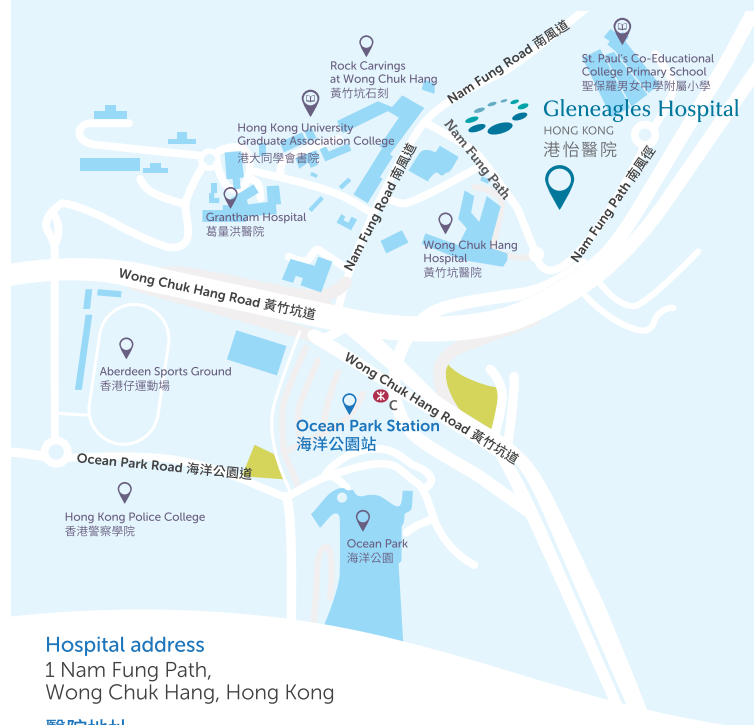 Nam Fung Road 南風道
St. Paul's Co-Educational
College Primary School
聖保羅男女中學附屬小學
Rock Carvings
at Wong Chuk Hang
黃竹坑石刻
Gleneagles Hospital
HONG KONG
港怡醫院
Hong Kong University
Graduate Association College
港大同學會書院
Nam Fung Path
Nam Fung Road 南風道
Nam Fung Path 南風徑
Grantham Hospital
葛量洪醫院
Wong Chuk Hang
Hospital
黃竹坑醫院
Wong Chuk Hang Road 黃竹坑道
Aberdeen Sports Ground
香港仔運動場
Wong Chuk Hang Road 黃竹坑道
C
Ocean Park Station
海洋公園站
Ocean Park Road 海洋公園道
Hong Kong Police College
香港警察學院
Ocean Park
海洋公園
Hospital address
1 Nam Fung Path,
Wong Chuk Hang, Hong Kong
醫院地址